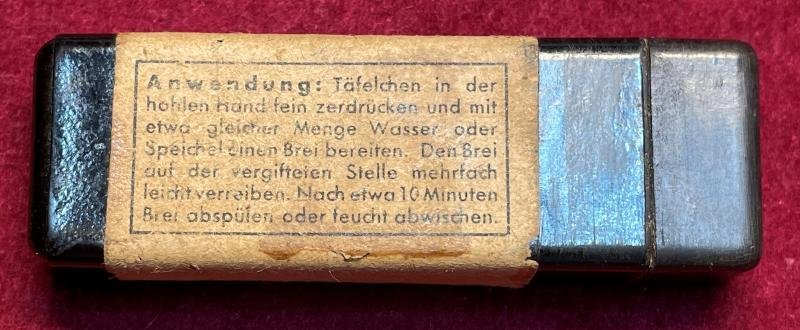 Anwendung: Täfelchen in der
hohlen Hand fein zerdrücken und mit
etwa gleicher Menge Wasser oder
Speichel einen Brei bereiten. Den Brei
auf der vergifteten Stelle mehrfach
leicht verreiben. Nach etwa 10 Minuten
Brei abspülen oder feucht abwischen.